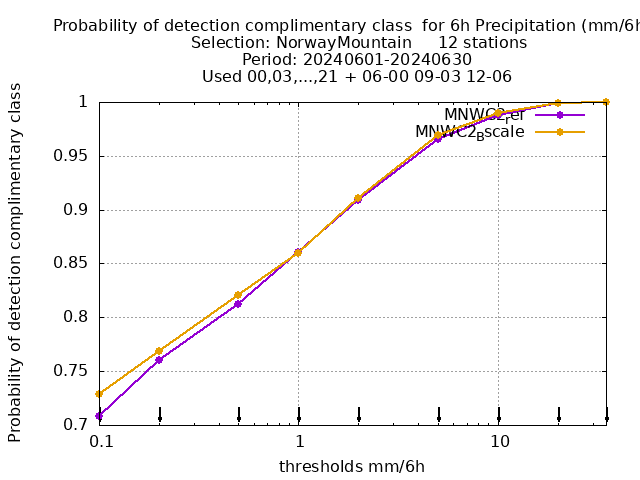 Probability of detection complimentary class  for 6h Precipitation (mm/6h
Selection: NorwayMountain     12 stations
Period: 20240601-20240630
Used 00,03,...,21 + 06-00 09-03 12-06
Probability of detection complimentary class
1
0.95
0.9
0.85
0.8
0.75
0.7
MNWC2ref
MNWC2Bscale
0.1
1
10
thresholds mm/6h